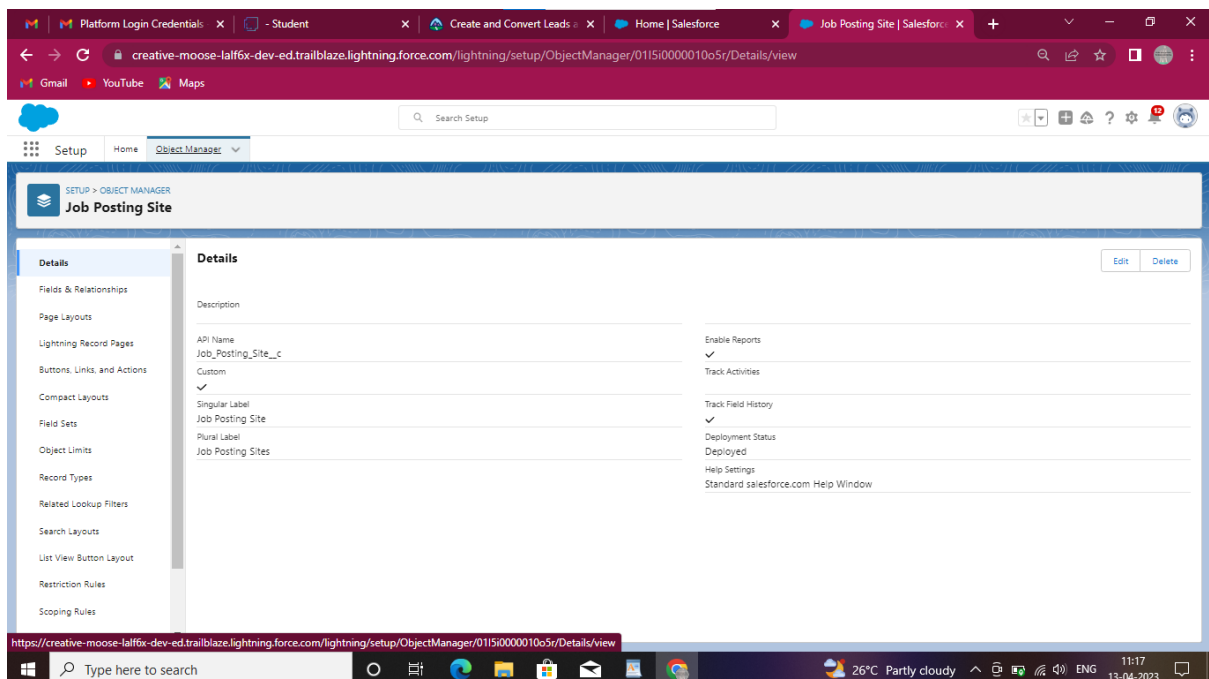 Platform Login Credentials
- Student
Create and Convert Leads a
Home | Salesforce
Job Posting Site | Salesforc
creative-moose-lalff6x-dev-ed.trailblaze.lightning.force.com/lightning/setup/ObjectManager/01I5i0000010o5r/Details/view
Gmail YouTube Maps
Search Setup
12
Setup Home Object Manager
SETUP > OBJECT MANAGER
Job Posting Site
Details
Fields & Relationships
Page Layouts
Lightning Record Pages
Buttons, Links, and Actions
Compact Layouts
Field Sets
Object Limits
Record Types
Related Lookup Filters
Search Layouts
List View Button Layout
Restriction Rules
Scoping Rules
Details
Edit Delete
Description
API Name
Job_Posting_Site__c
Custom
Singular Label
Job Posting Site
Plural Label
Job Posting Sites
Enable Reports
Track Activities
Track Field History
Deployment Status
Deployed
Help Settings
Standard salesforce.com Help Window
https://creative-moose-lalff6x-dev-ed.trailblaze.lightning.force.com/lightning/setup/ObjectManager/01I5i0000010o5r/Details/view
Type here to search
26°C Partly cloudy
ENG
11:17
13-04-2023